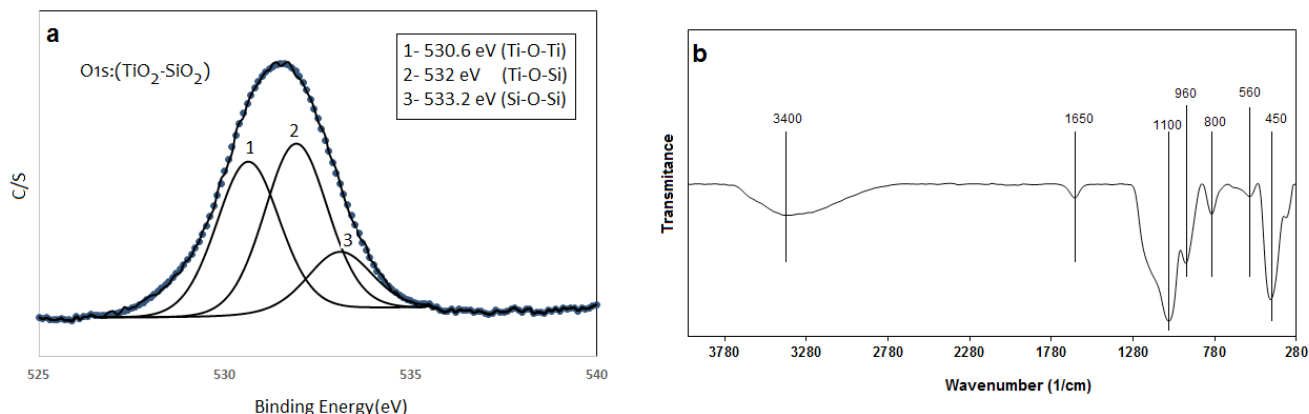 a
O1s:(TiO2-SiO2)
1- 530.6 eV (Ti-O-Ti)
2- 532 eV (Ti-O-Si)
3- 533.2 eV (Si-O-Si)
1
2
3
C/S
525
530
535
540
Binding Energy(eV)
b
3400
1650
1100
960
800
560
450
Transmitance
3780
3280
2780
2280
1780
1280
780
280
Wavenumber (1/cm)